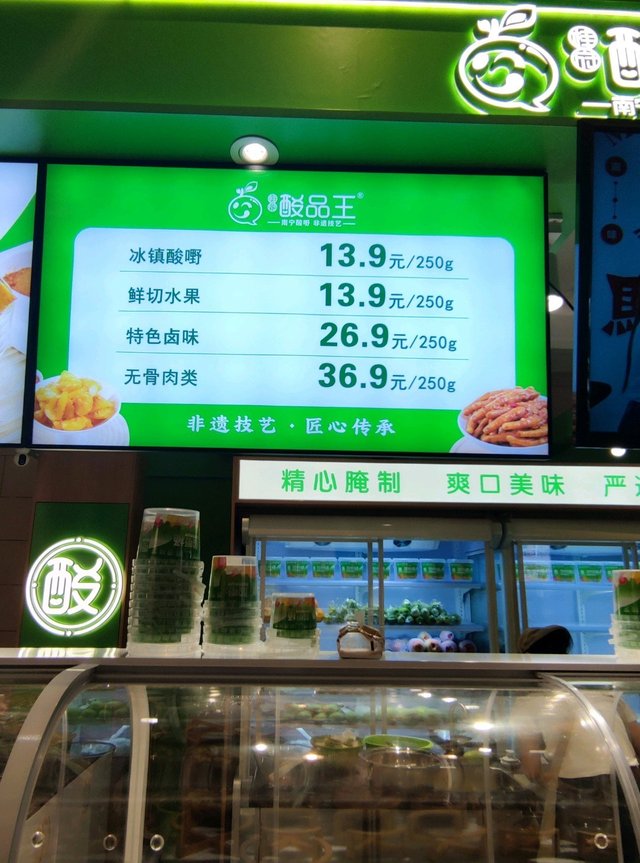 酸品王®
南宁酸嘢 非遗技艺
冰镇酸嘢 13.9元/250g
鲜切水果 13.9元/250g
特色卤味 26.9元/250g
无骨肉类 36.9元/250g
非遗技艺·匠心传承
精心腌制 爽口美味 严
酸